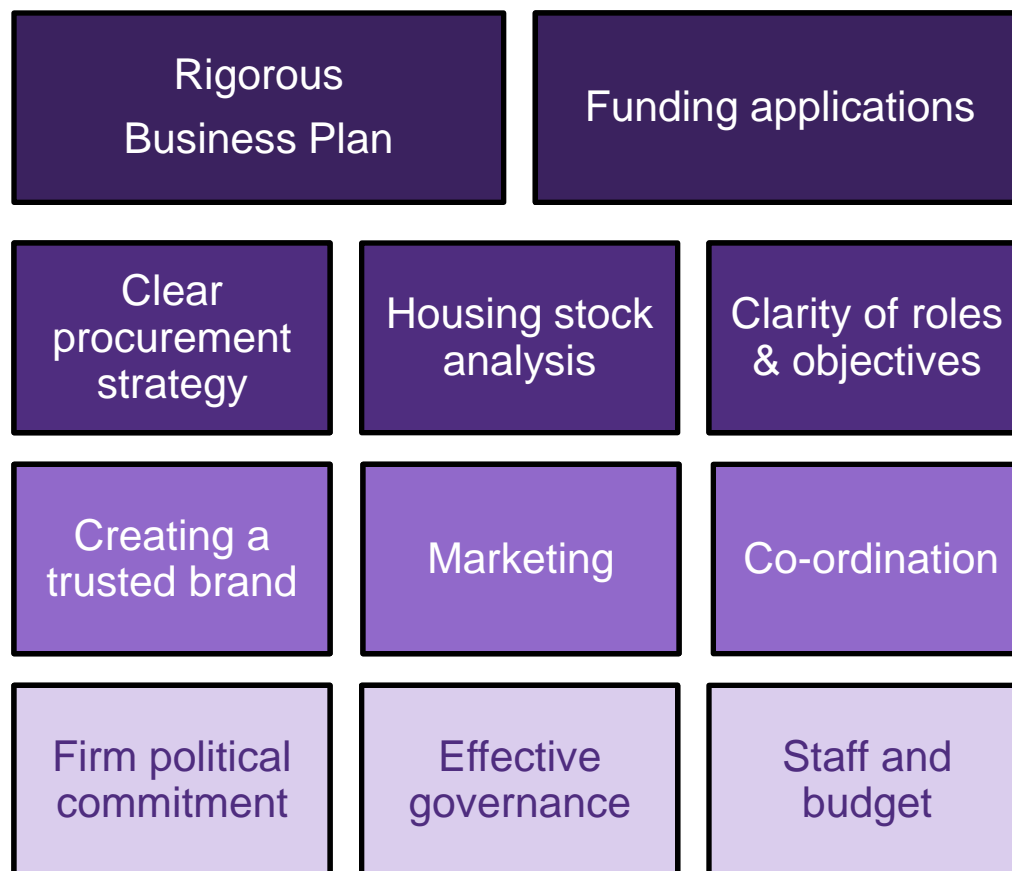 Rigorous
Business Plan
Funding applications
Clear
procurement
strategy
Housing stock
analysis
Clarity of roles
& objectives
Creating a
trusted brand
Marketing
Co-ordination
Firm political
commitment
Effective
governance
Staff and
budget